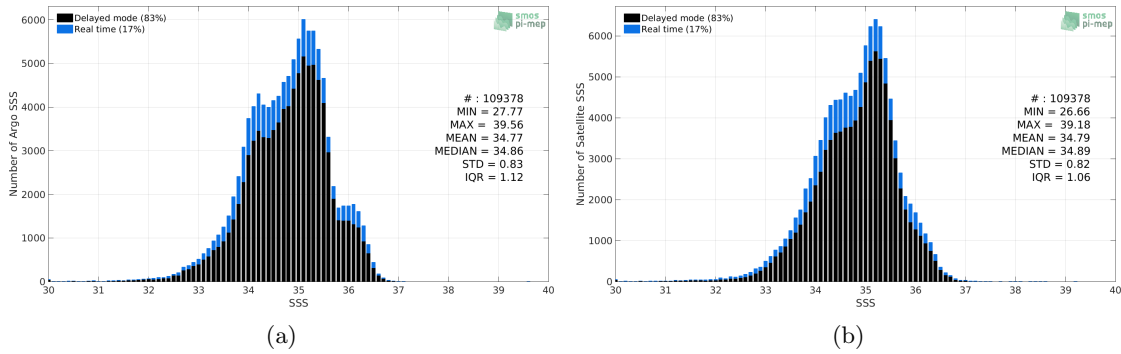 Delayed mode (83%)
Real time (17%)
smos
pi-mep
Number of Argo SSS
6000
5000
4000
3000
2000
1000
0
# : 109378
MIN = 27.77
MAX = 39.56
MEAN = 34.77
MEDIAN = 34.86
STD = 0.83
IQR = 1.12
30 31 32 33 34 35 36 37 38 39 40
SSS
(a)
Delayed mode (83%)
Real time (17%)
smos
pi-mep
Number of Satellite SSS
6000
5000
4000
3000
2000
1000
0
# : 109378
MIN = 26.66
MAX = 39.18
MEAN = 34.79
MEDIAN = 34.89
STD = 0.82
IQR = 1.06
30 31 32 33 34 35 36 37 38 39 40
SSS
(b)